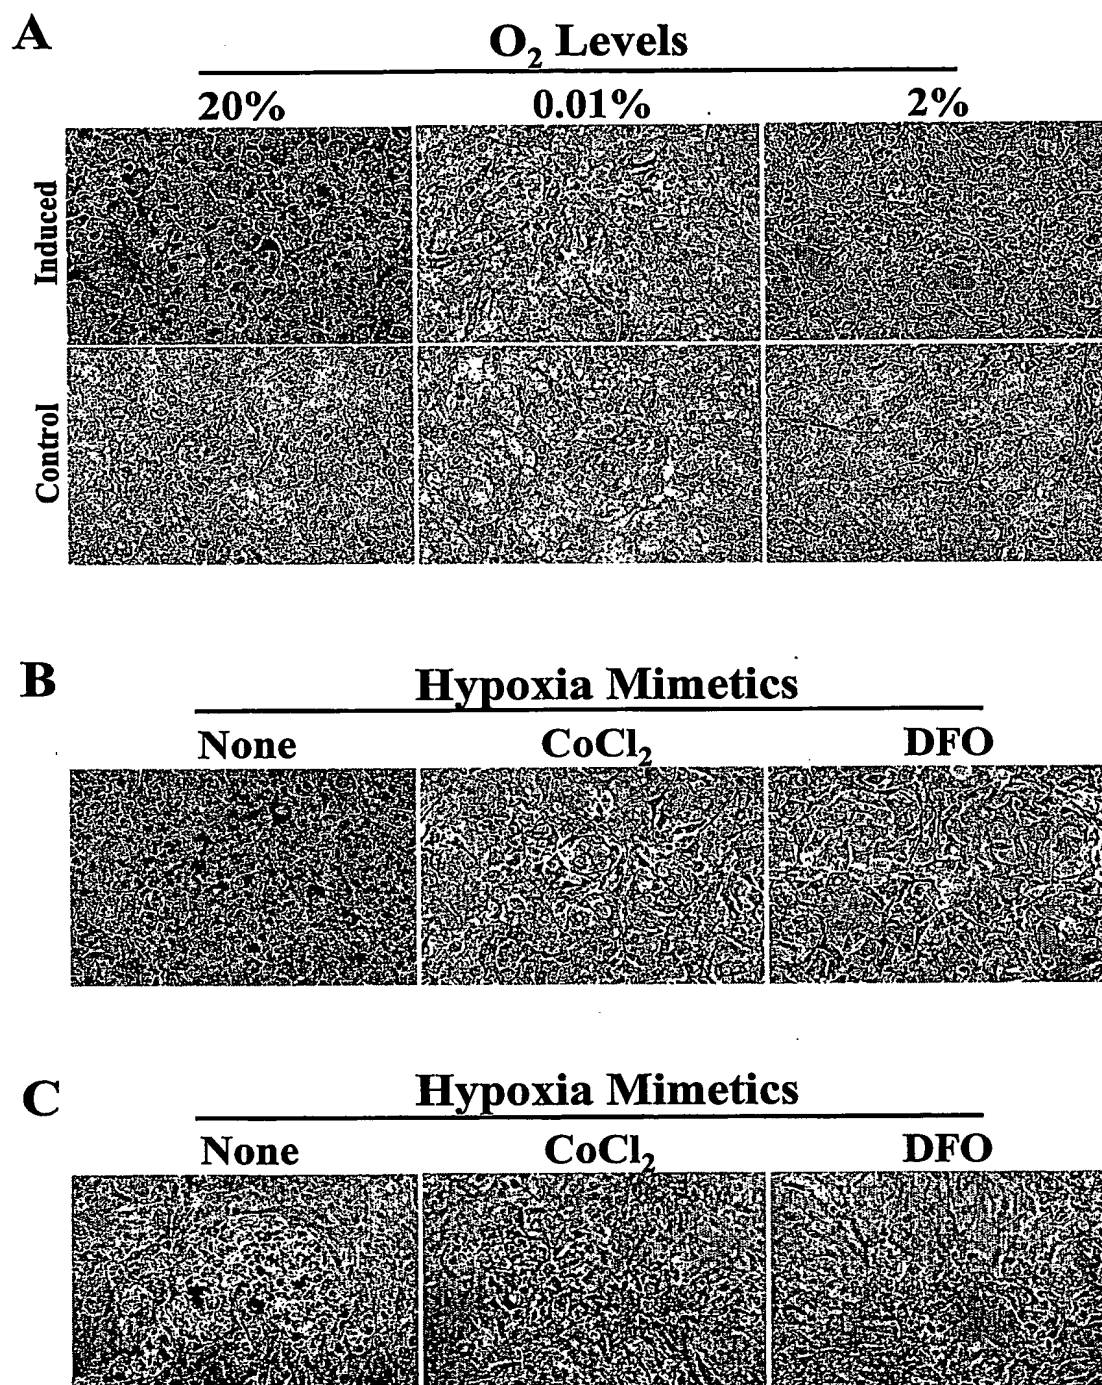 A
O₂ Levels
20% 0.01% 2%
Induced
Control
B
Hypoxia Mimetics
None CoCl₂ DFO
C
Hypoxia Mimetics
None CoCl₂ DFO